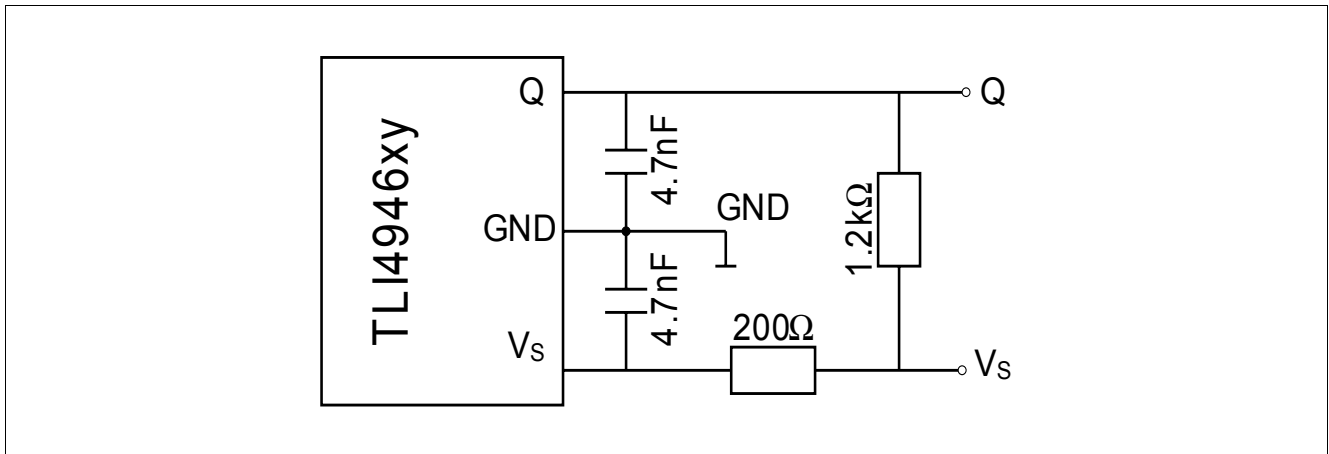 TLI4946xy
Q
GND
VS
4.7nF
4.7nF
GND
200Ω
1.2kΩ
Q
VS